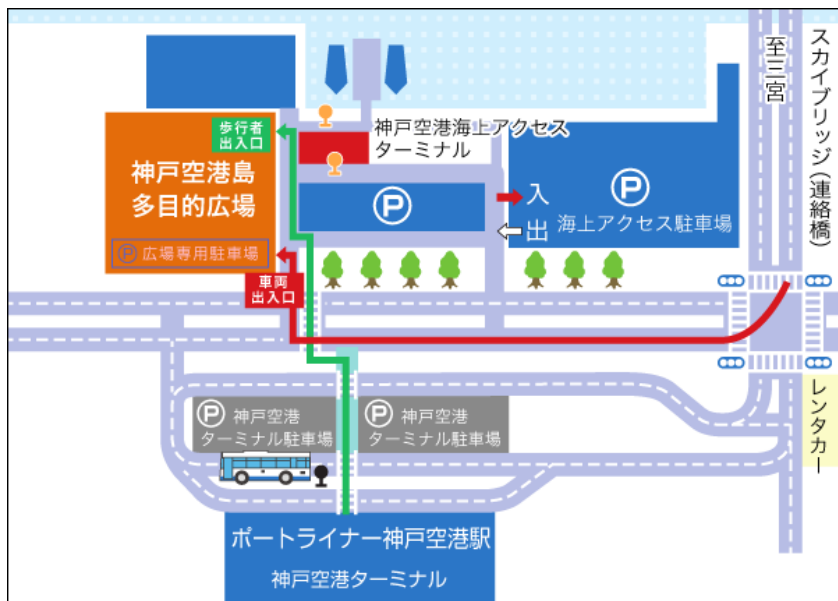 至三宮
スカイブリッジ(連絡橋)
歩行者
出入口
神戸空港海上アクセス
ターミナル
神戸空港島
多目的広場
P
P
入
出
海上アクセス駐車場
P 広場専用駐車場
車両
出入口
P 神戸空港
ターミナル駐車場
P 神戸空港
ターミナル駐車場
レンタカー
ポートライナー神戸空港駅
神戸空港ターミナル